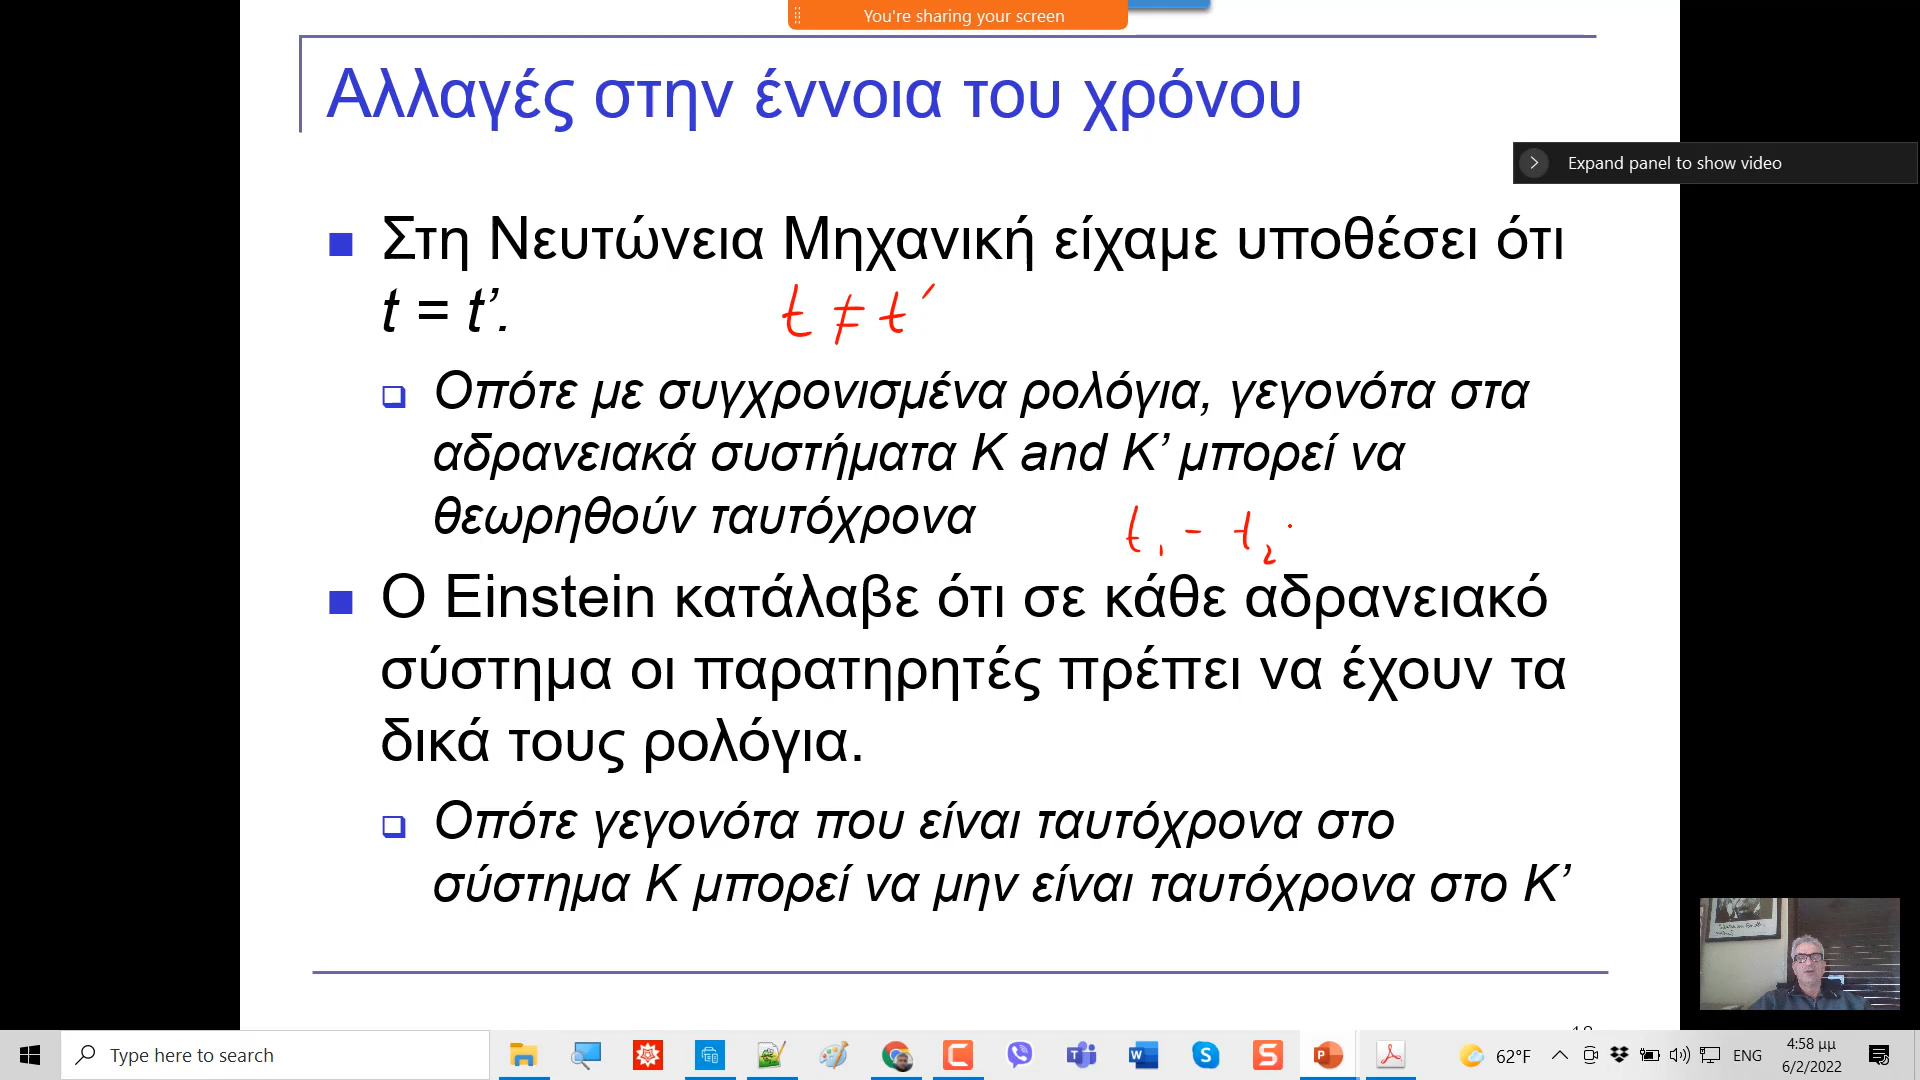 You're sharing your screen
Αλλαγές στην έννοια του χρόνου
Expand panel to show video
Στη Νευτώνεια Μηχανική είχαμε υποθέσει ότι
t = t’.
t ≠ t′
Οπότε με συγχρονισμένα ρολόγια, γεγονότα στα
αδρανειακά συστήματα K and K’ μπορεί να
θεωρηθούν ταυτόχρονα
t₁ - t₂
Ο Einstein κατάλαβε ότι σε κάθε αδρανειακό
σύστημα οι παρατηρητές πρέπει να έχουν τα
δικά τους ρολόγια.
Οπότε γεγονότα που είναι ταυτόχρονα στο
σύστημα K μπορεί να μην είναι ταυτόχρονα στο K’
Type here to search
62°F
ENG
4:58 μμ
6/2/2022